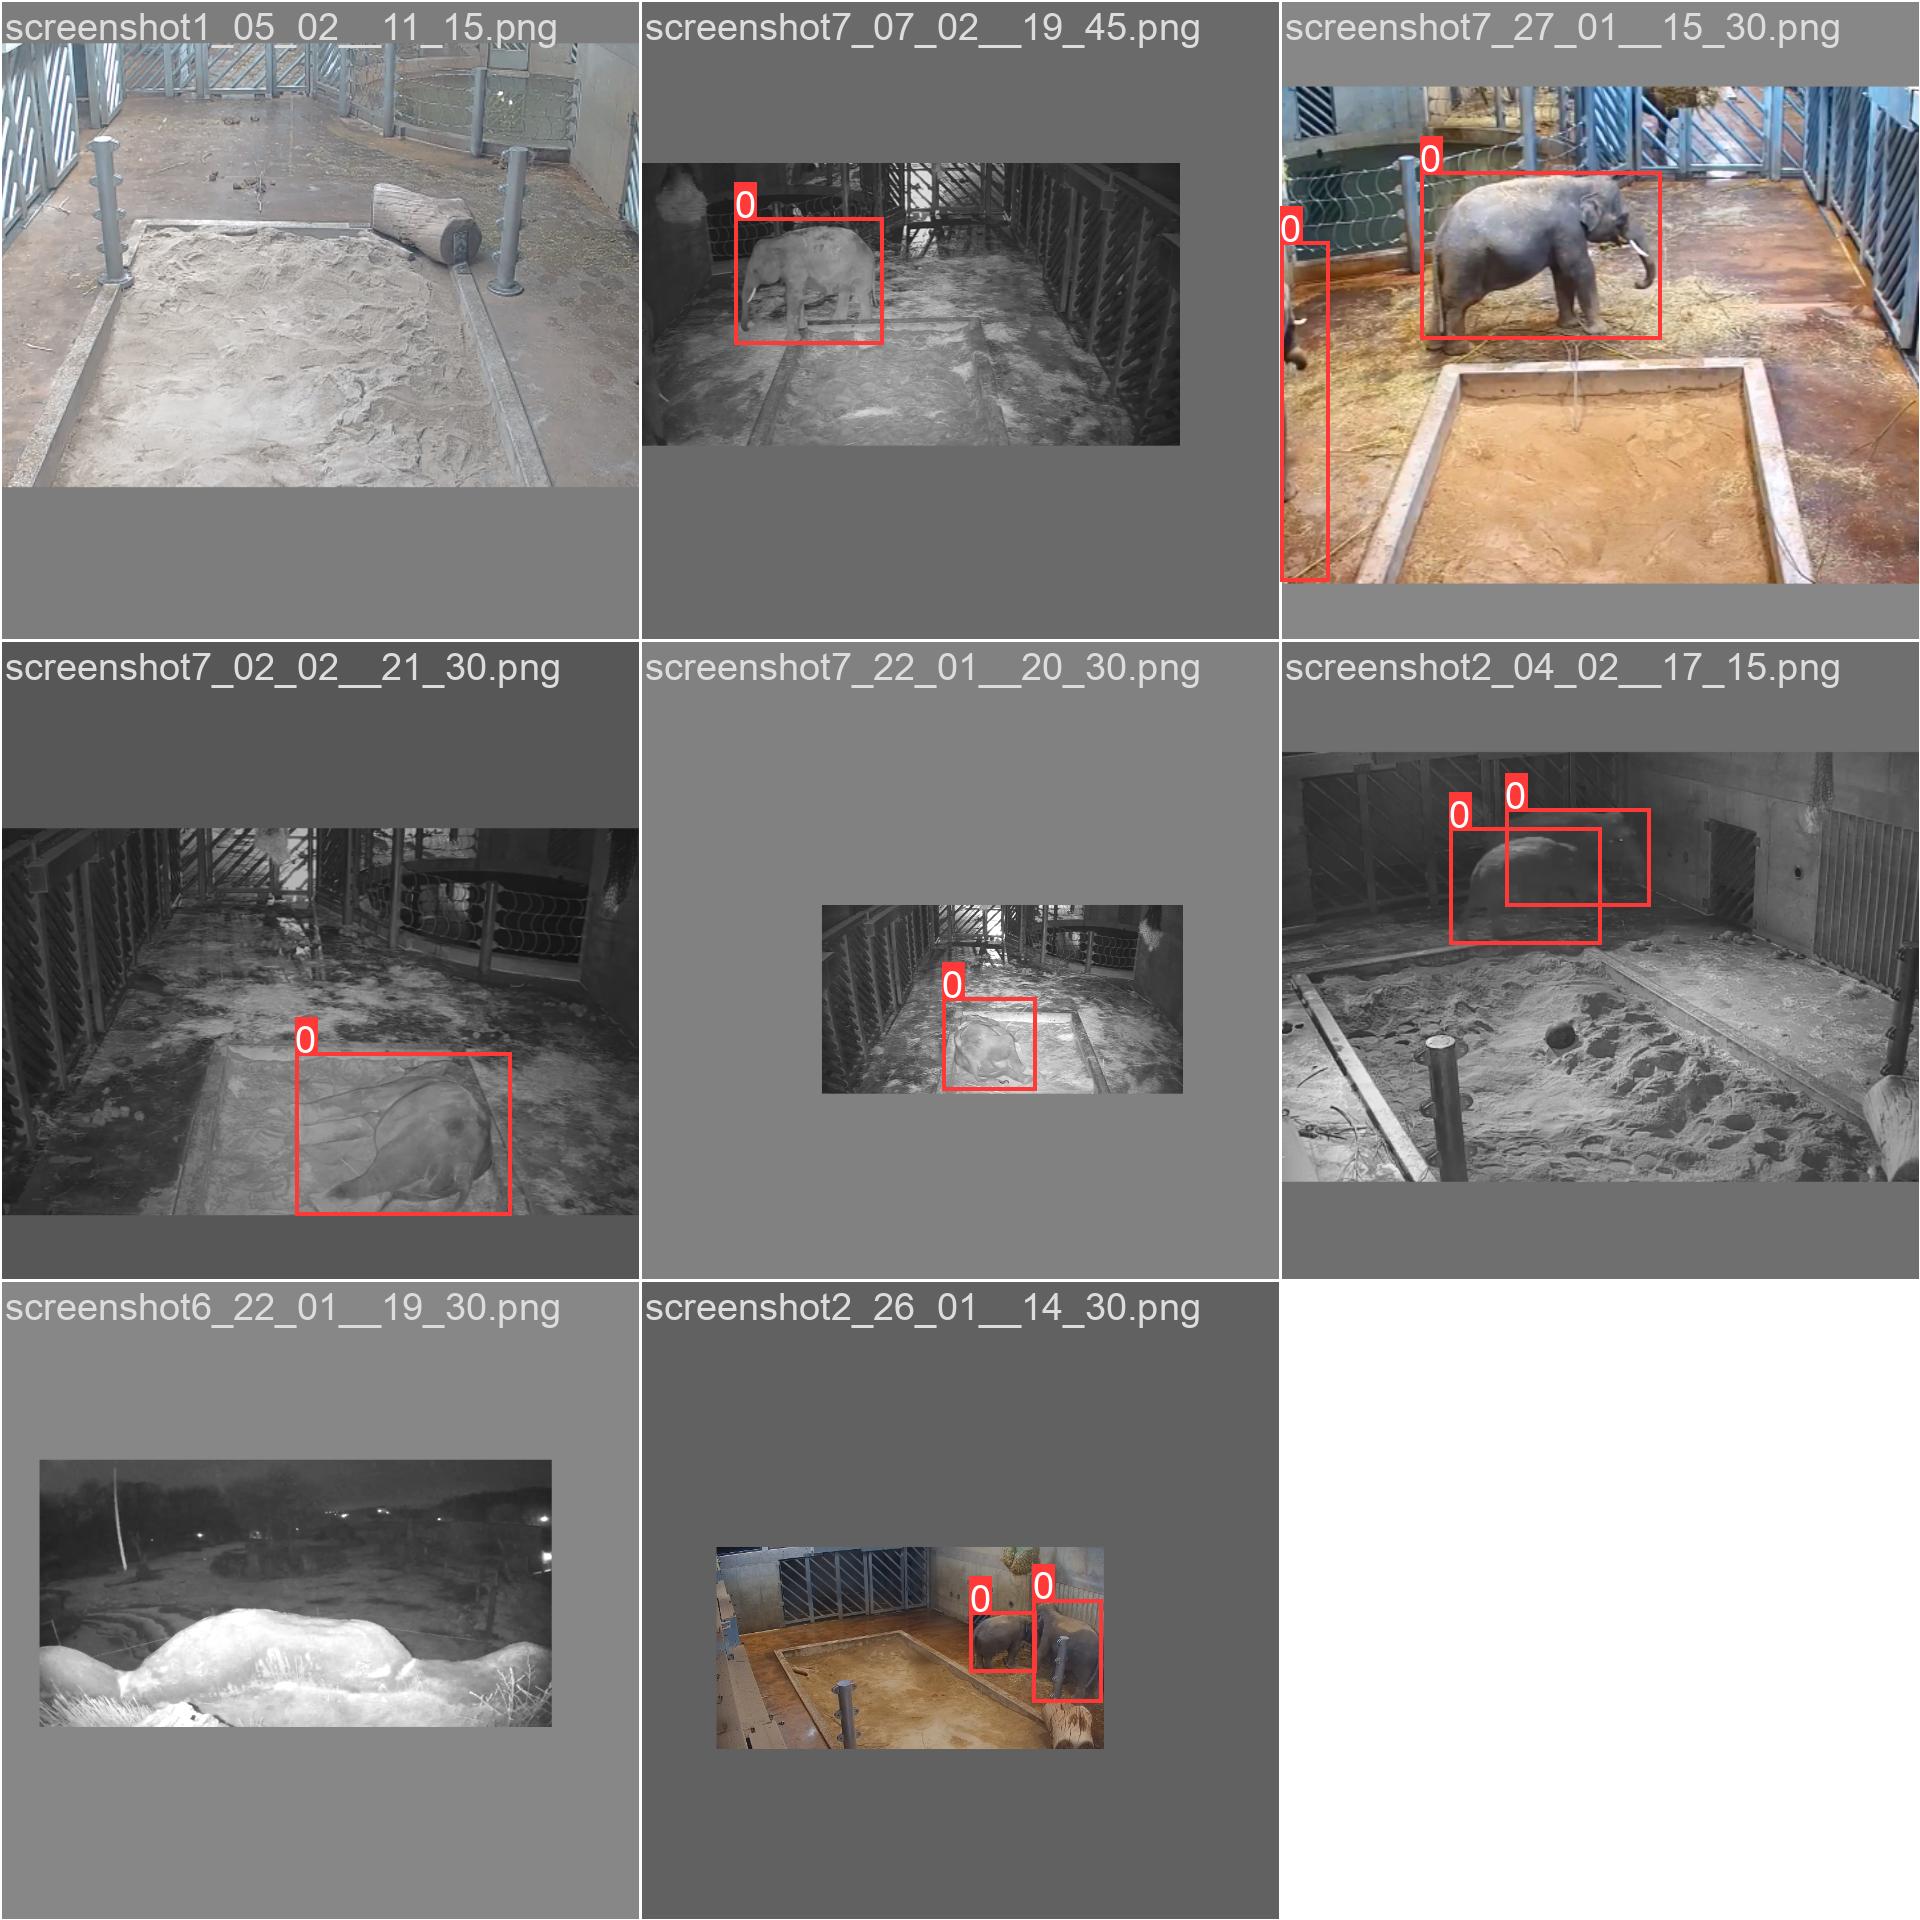 screenshot1_05_02__11_15.png
screenshot7_07_02__19_45.png
screenshot7_27_01__15_30.png
0
0
0
screenshot7_02_02__21_30.png
screenshot7_22_01__20_30.png
screenshot2_04_02__17_15.png
0
0
0
0
screenshot6_22_01__19_30.png
screenshot2_26_01__14_30.png
0
0